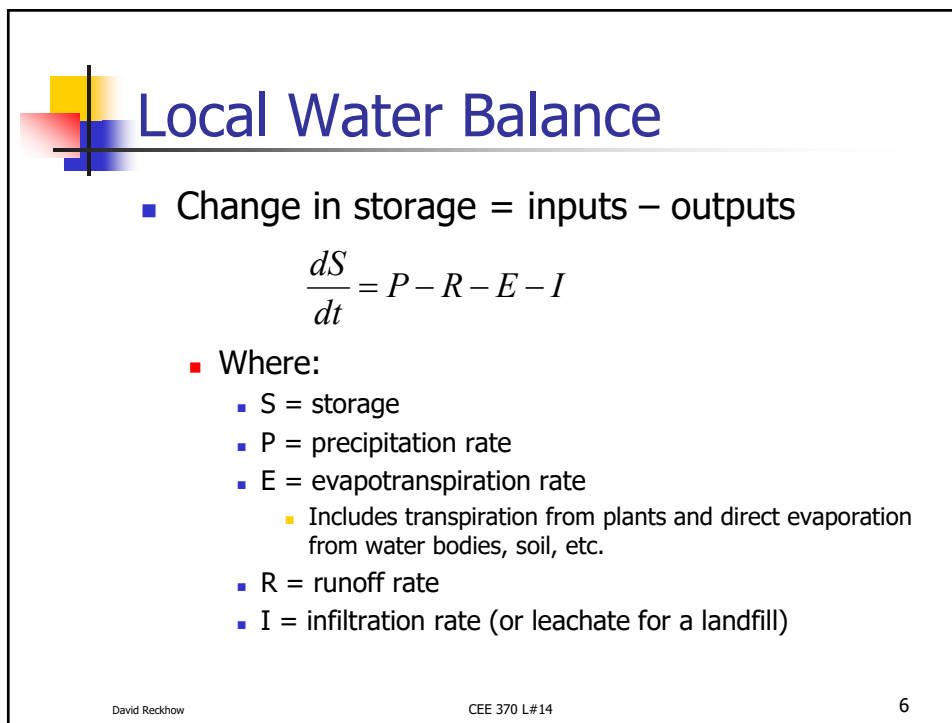 Local Water Balance
■ Change in storage = inputs – outputs
dS/dt = P – R – E – I
■ Where:
■ S = storage
■ P = precipitation rate
■ E = evapotranspiration rate
■ Includes transpiration from plants and direct evaporation
from water bodies, soil, etc.
■ R = runoff rate
■ I = infiltration rate (or leachate for a landfill)
David Reckhow CEE 370 L#14 6